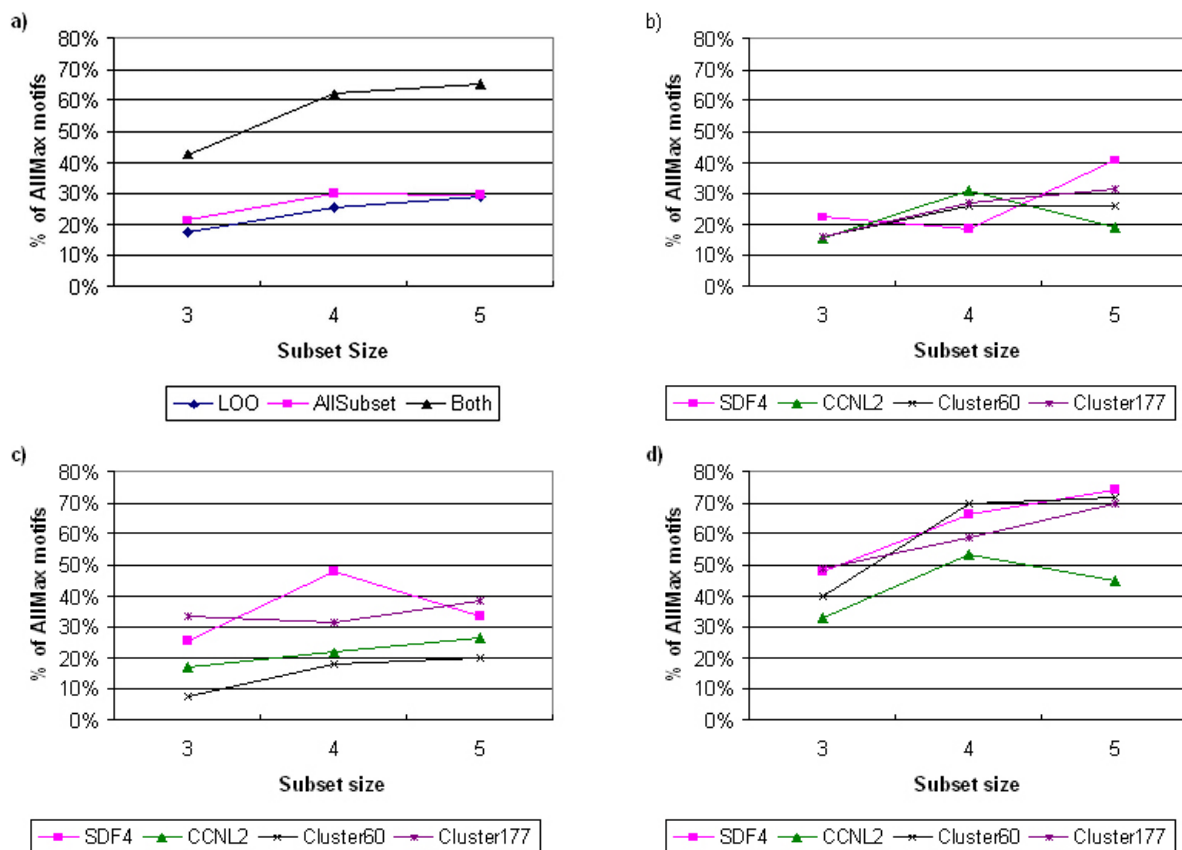 a)
80%
70%
60%
50%
40%
30%
20%
10%
0%
% of AllMax motifs
3 4 5
Subset Size
LOO AllSubset Both
b)
80%
70%
60%
50%
40%
30%
20%
10%
0%
% of AllMax motifs
3 4 5
Subset size
SDF4 CCNL2 Cluster60 Cluster177
c)
80%
70%
60%
50%
40%
30%
20%
10%
0%
% of AllMax motifs
3 4 5
Subset size
SDF4 CCNL2 Cluster60 Cluster177
d)
80%
70%
60%
50%
40%
30%
20%
10%
0%
% of AllMax motifs
3 4 5
Subset size
SDF4 CCNL2 Cluster60 Cluster177